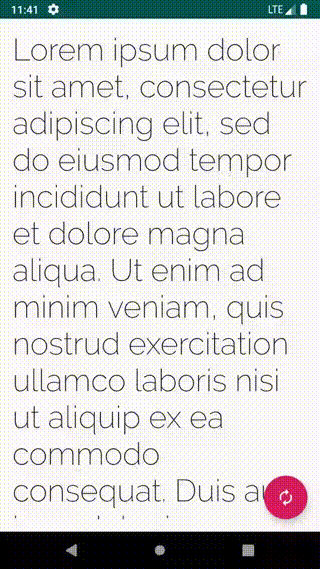 11:41
LTE
Lorem ipsum dolor
sit amet, consectetur
adipiscing elit, sed
do eiusmod tempor
incididunt ut labore
et dolore magna
aliqua. Ut enim ad
minim veniam, quis
nostrud exercitation
ullamco laboris nisi
ut aliquip ex ea
commodo
consequat. Duis